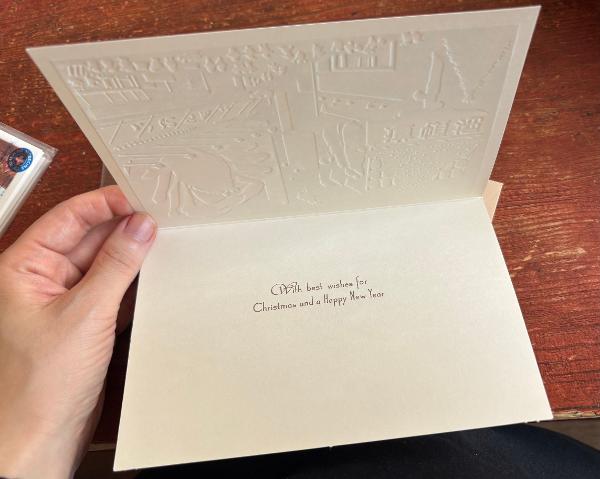 With best wishes for
Christmas and a Happy New Year